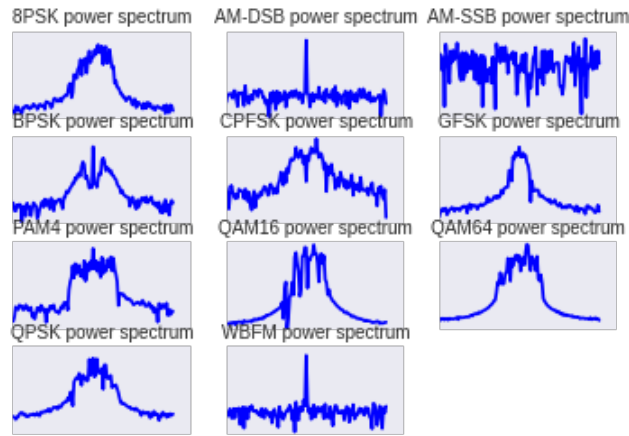 8PSK power spectrum
AM-DSB power spectrum
AM-SSB power spectrum
BPSK power spectrum
CPFSK power spectrum
GFSK power spectrum
PAM4 power spectrum
QAM16 power spectrum
QAM64 power spectrum
QPSK power spectrum
WBFM power spectrum